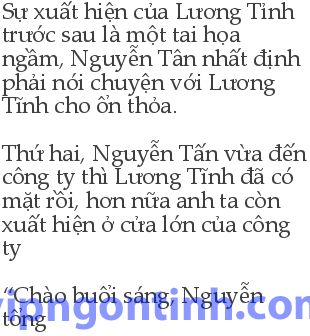 Sự xuất hiện của Lương Tĩnh
trước sau là một tai họa
ngầm, Nguyễn Tân nhất định
phải nói chuyện với Lương
Tĩnh cho ổn thỏa.
Thứ hai, Nguyễn Tấn vừa đến
công ty thì Lương Tĩnh đã có
mặt rồi, hơn nữa anh ta còn
xuất hiện ở cửa lớn của công
ty
“Chào buổi sáng, Nguyễn
tổng
vipngontinh.com